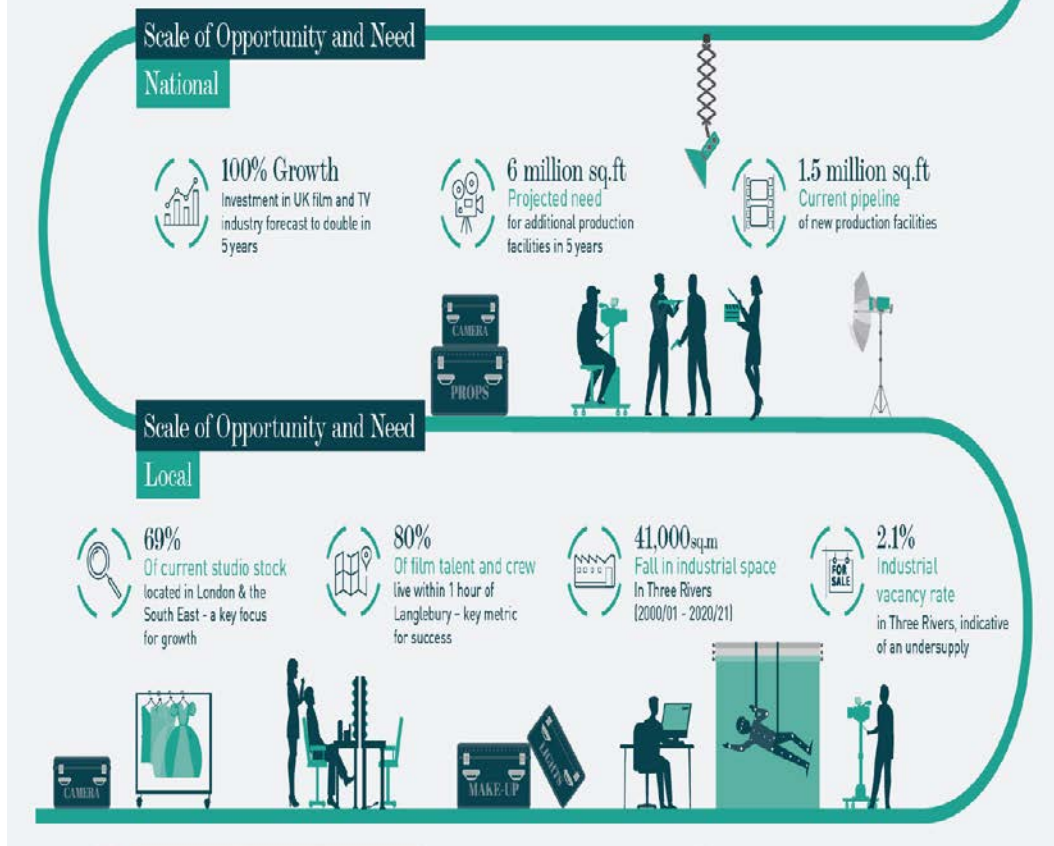 Scale of Opportunity and Need
National
100% Growth
Investment in UK film and TV
industry forecast to double in
5 years
6 million sq.ft
Projected need
for additional production
facilities in 5 years
1.5 million sq.ft
Current pipeline
of new production facilities
CAMERA
PROPS
Scale of Opportunity and Need
Local
69%
Of current studio stock
located in London & the
South East - a key focus
for growth
80%
Of film talent and crew
live within 1 hour of
Langlebury – key metric
for success
41,000sq.m
Fall in industrial space
In Three Rivers
(2000/01 - 2020/21)
FOR
SALE
2.1%
Industrial
vacancy rate
in Three Rivers, indicative
of an undersupply
CAMERA
MAKE-UP
LIGHTS